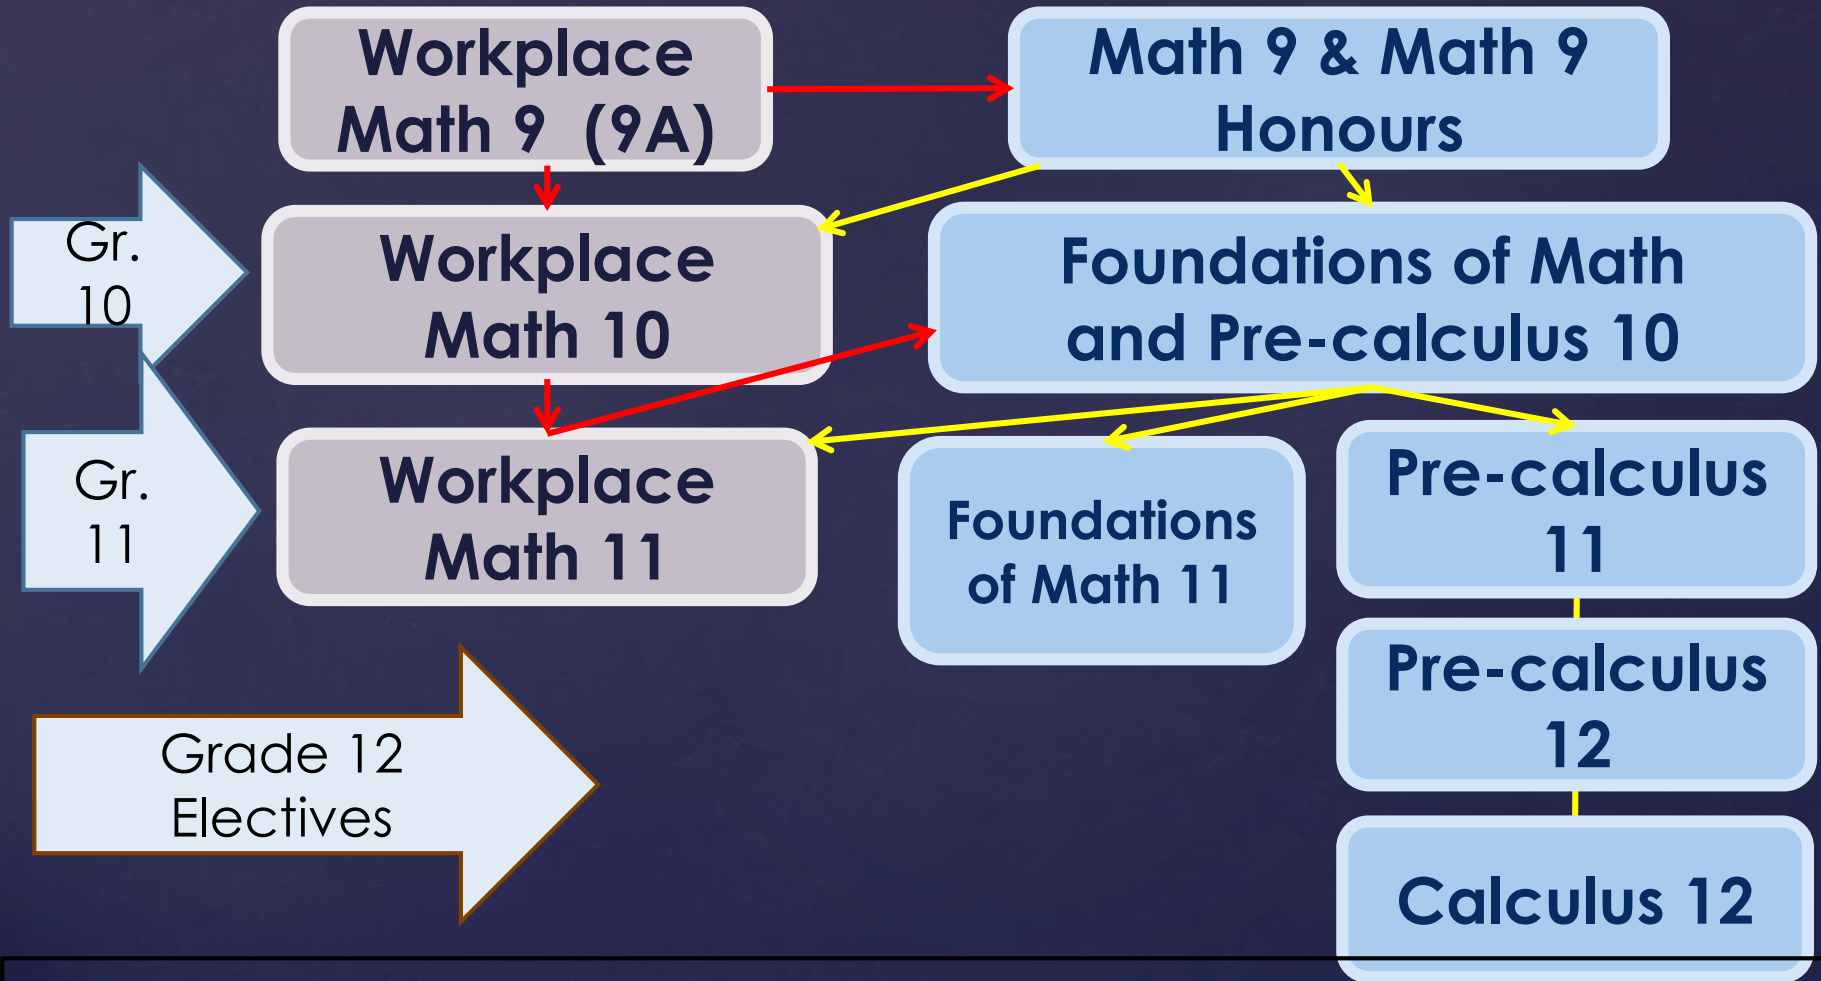 Workplace
Math 9 (9A)
Math 9 & Math 9
Honours
Gr.
10
Workplace
Math 10
Foundations of Math
and Pre-calculus 10
Gr.
11
Workplace
Math 11
Foundations
of Math 11
Pre-calculus
11
Pre-calculus
12
Grade 12
Electives
Calculus 12